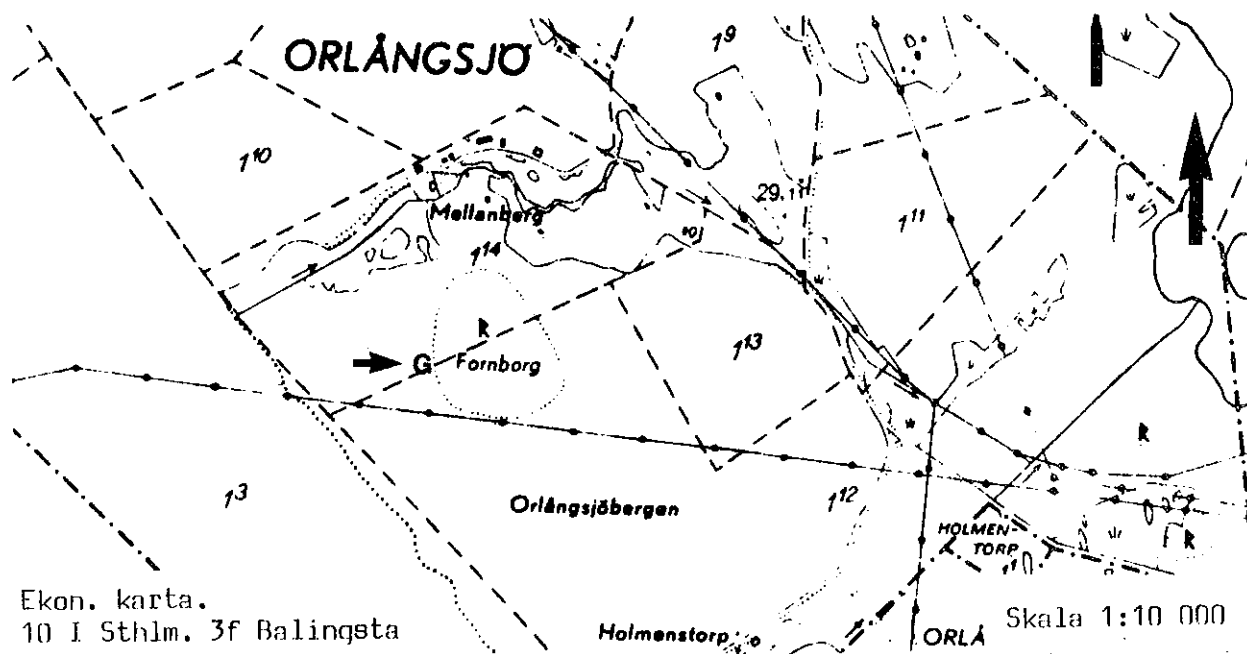 ORLÅNGSJÖ
1⁹
1¹⁰
Mellanberg
29.1
1¹¹
1¹⁴
R
1¹³
G Fornborg
1³
Orlångsjöbergen
1¹²
R
HOLMEN-
TORP
R
Ekon. karta.
10 I Sthlm. 3f Balingsta
Holmenstorp
ORLÅ
Skala 1:10 000